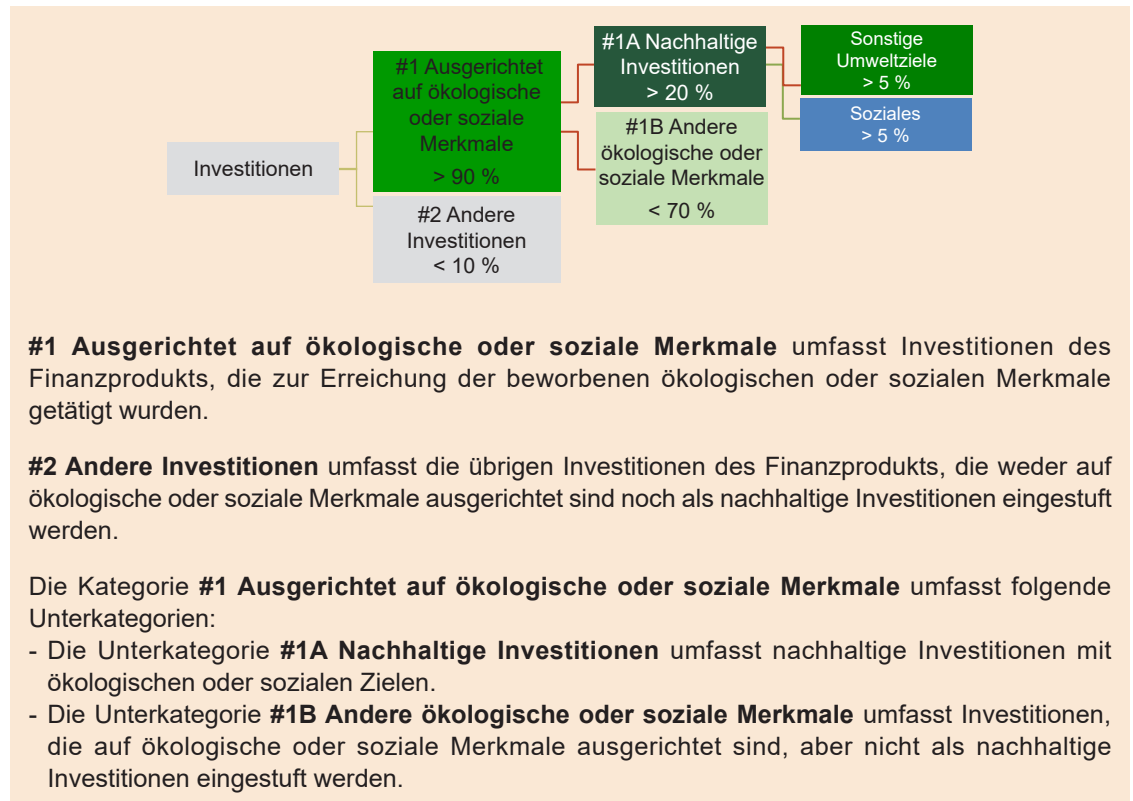 Investitionen
#1 Ausgerichtet
auf ökologische
oder soziale
Merkmale
> 90 %
#2 Andere
Investitionen
< 10 %
#1A Nachhaltige
Investitionen
> 20 %
#1B Andere
ökologische oder
soziale Merkmale
< 70 %
Sonstige
Umweltziele
> 5 %
Soziales
> 5 %
#1 Ausgerichtet auf ökologische oder soziale Merkmale umfasst Investitionen des
Finanzprodukts, die zur Erreichung der beworbenen ökologischen oder sozialen Merkmale
getätigt wurden.
#2 Andere Investitionen umfasst die übrigen Investitionen des Finanzprodukts, die weder auf
ökologische oder soziale Merkmale ausgerichtet sind noch als nachhaltige Investitionen eingestuft
werden.
Die Kategorie #1 Ausgerichtet auf ökologische oder soziale Merkmale umfasst folgende
Unterkategorien:
- Die Unterkategorie #1A Nachhaltige Investitionen umfasst nachhaltige Investitionen mit
ökologischen oder sozialen Zielen.
- Die Unterkategorie #1B Andere ökologische oder soziale Merkmale umfasst Investitionen,
die auf ökologische oder soziale Merkmale ausgerichtet sind, aber nicht als nachhaltige
Investitionen eingestuft werden.